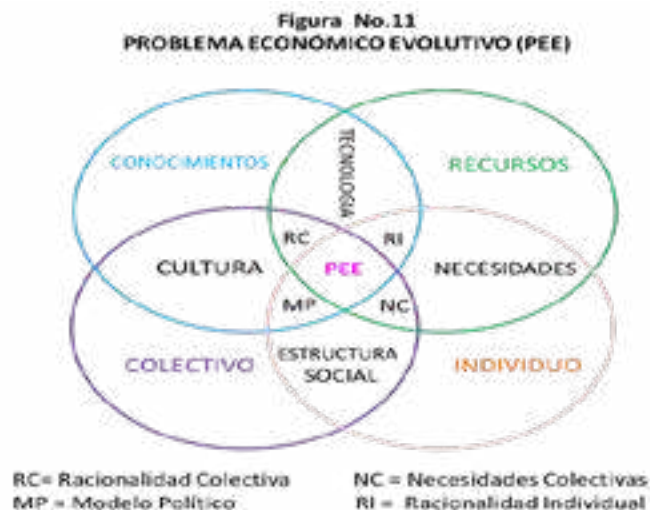 Figura No.11
PROBLEMA ECONÓMICO EVOLUTIVO (PEE)
TECNOLOGIA
CONOCIMIENTOS
RECURSOS
RC
RI
CULTURA
PEE
NECESIDADES
MP
NC
COLECTIVO
ESTRUCTURA
SOCIAL
INDIVIDUO
RC= Racionalidad Colectiva
NC = Necesidades Colectivas
MP = Modelo Político
RI = Racionalidad Individual